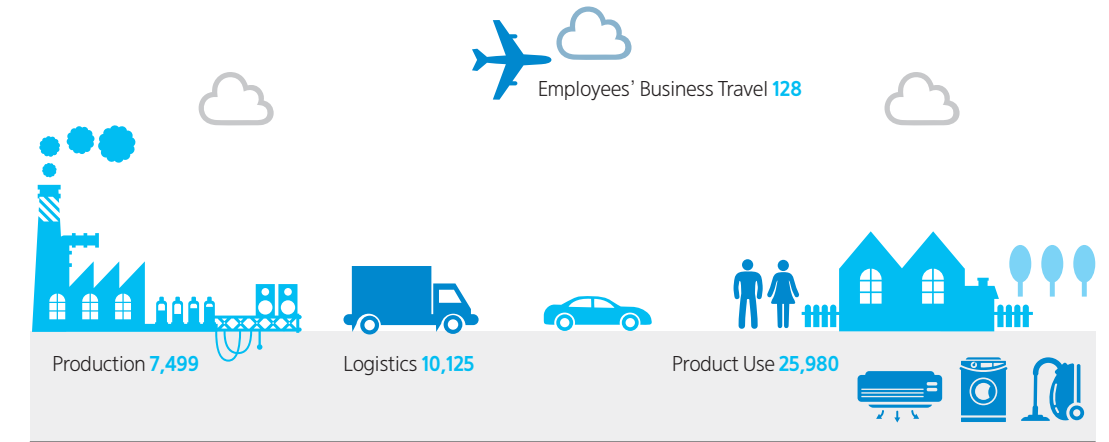 Employees’ Business Travel 128
Production 7,499
Logistics 10,125
Product Use 25,980